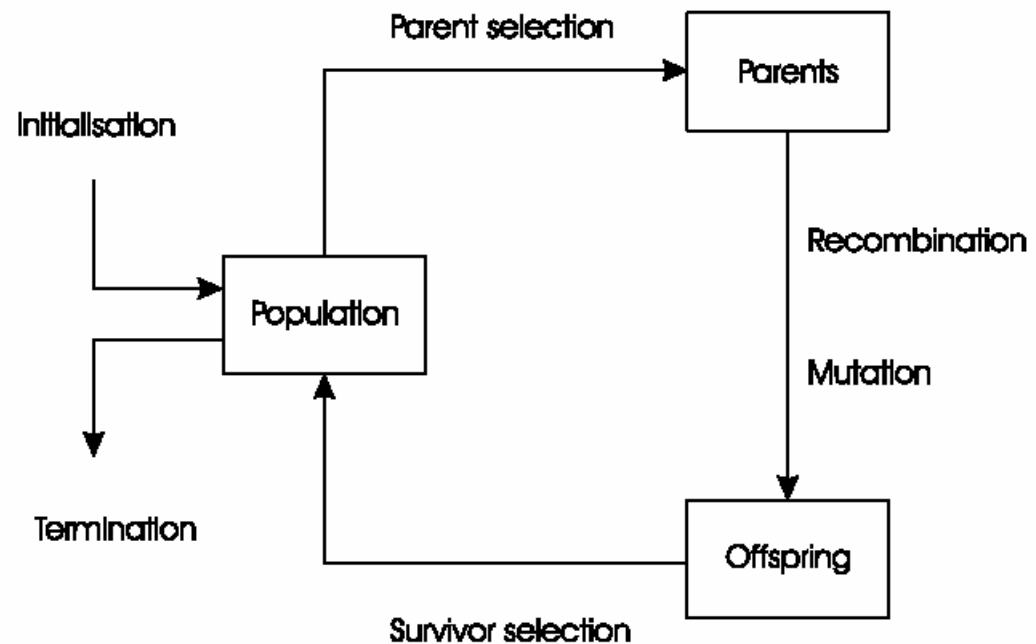 Parent selection
Parents
Initialisation
Recombination
Population
Mutation
Termination
Offspring
Survivor selection